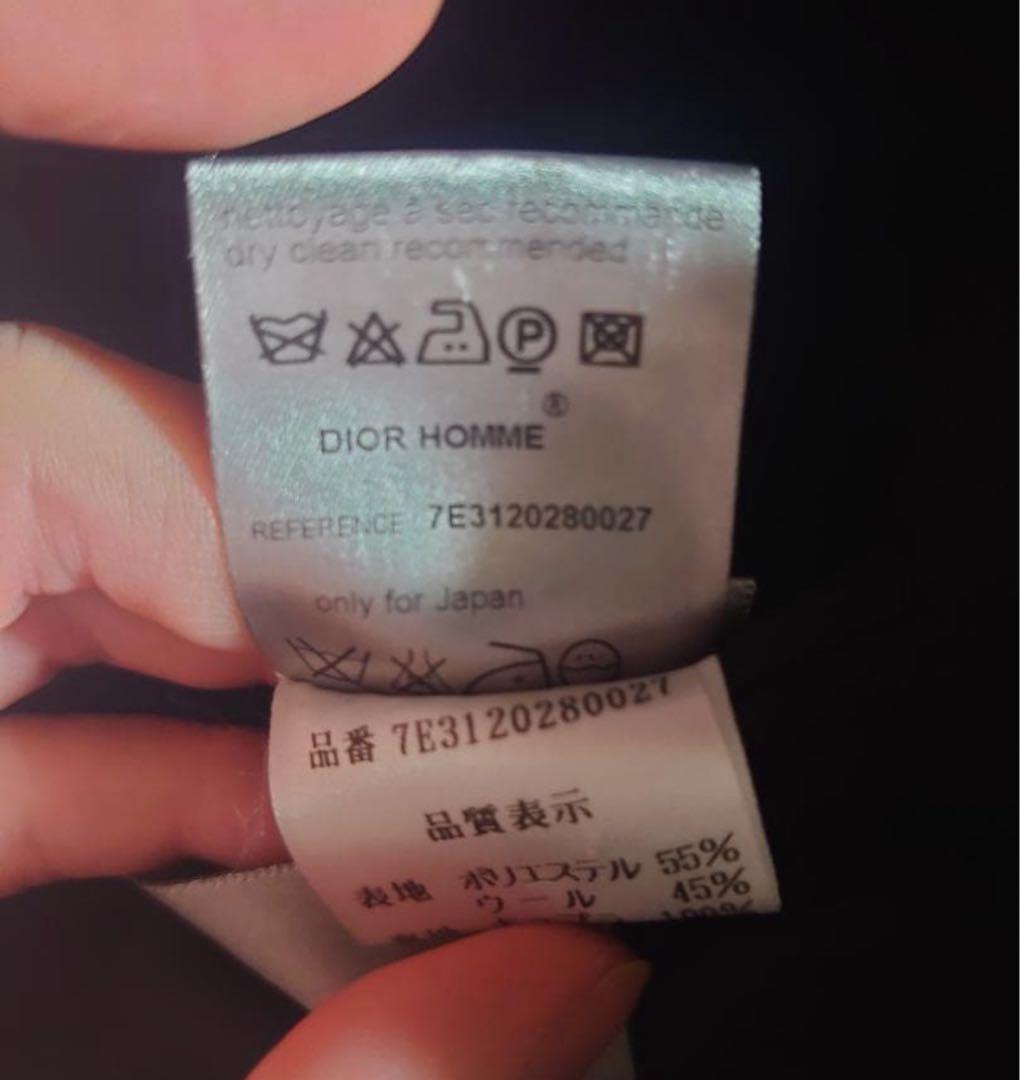 nettoyage à sec recommandé
dry clean recommended
P
DIOR HOMME®
REFERENCE 7E3120280027
only for Japan
品番 7E3120280027
品質表示
表地 ポリエステル 55%
ウール 45%
100%